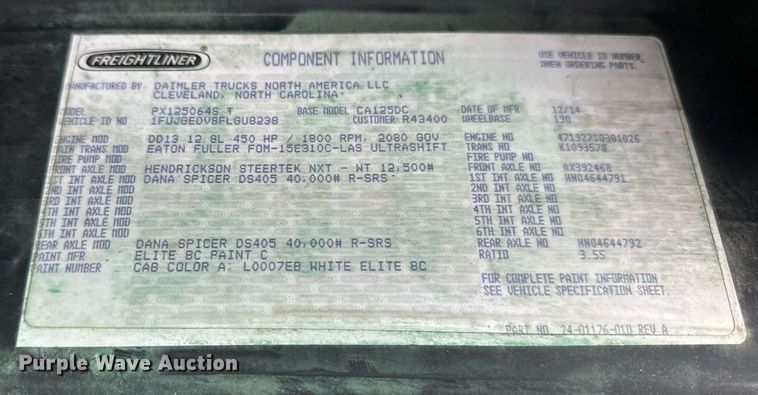 FREIGHTLINER COMPONENT INFORMATION USE VEHICLE ID NUMBER
WHEN ORDERING PARTS.
MANUFACTURED BY DAIMLER TRUCKS NORTH AMERICA LLC
CLEVELAND, NORTH CAROLINA
MODEL PX125064S T BASE MODEL CA125DC DATE OF MFR 12/14
VEHICLE ID NO CUSTOMER R43400 WHEELBASE 190
ENGINE MOD DD13 12.8L 450 HP / 1800 RPM, 2080 GOV ENGINE NO
MAIN TRANS MOD EATON FULLER FOM-15E310C-LAS ULTRASHIFT TRANS NO K1093578
FIRE PUMP MOD FIRE PUMP NO
FRONT AXLE MOD HENDRICKSON STEERTEK NXT - WT 12,500# FRONT AXLE NO AX392468
1ST INT AXLE MOD DANA SPICER DS405 40,000# R-SRS 1ST INT AXLE NO HN04644791
2ND INT AXLE MOD 2ND INT AXLE NO
3RD INT AXLE MOD 3RD INT AXLE NO
4TH INT AXLE MOD 4TH INT AXLE NO
5TH INT AXLE MOD 5TH INT AXLE NO
6TH INT AXLE MOD 6TH INT AXLE NO
REAR AXLE MOD DANA SPICER DS405 40,000# R-SRS REAR AXLE NO HN04644792
PAINT MFR ELITE BC PAINT C RATIO 3.55
PAINT NUMBER CAB COLOR A: L0007EB WHITE ELITE BC
FOR COMPLETE PAINT INFORMATION
SEE VEHICLE SPECIFICATION SHEET.
PART NO. 24-01176-010 REV A
Purple Wave Auction